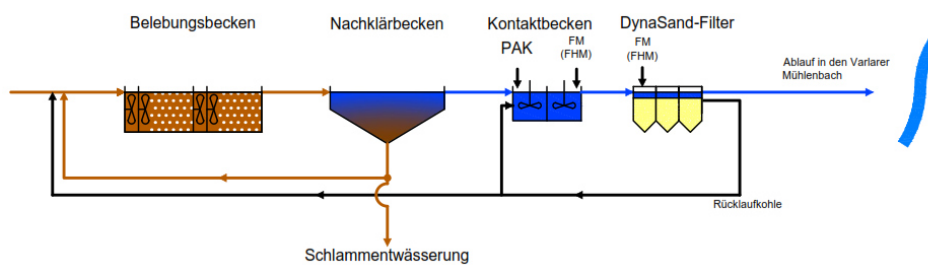 Belebungsbecken
Nachklärbecken
Kontaktbecken
DynaSand-Filter
PAK
FM
(FHM)
FM
(FHM)
Ablauf in den Varlarer
Mühlenbach
Rücklaufkohle
Schlammentwässerung